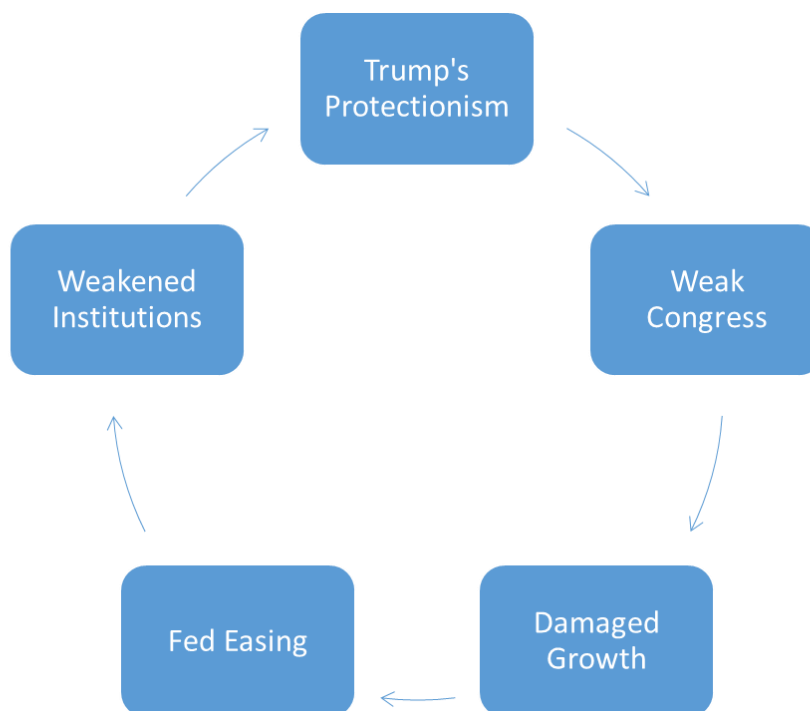 Trump's
Protectionism
Weak
Congress
Damaged
Growth
Fed Easing
Weakened
Institutions